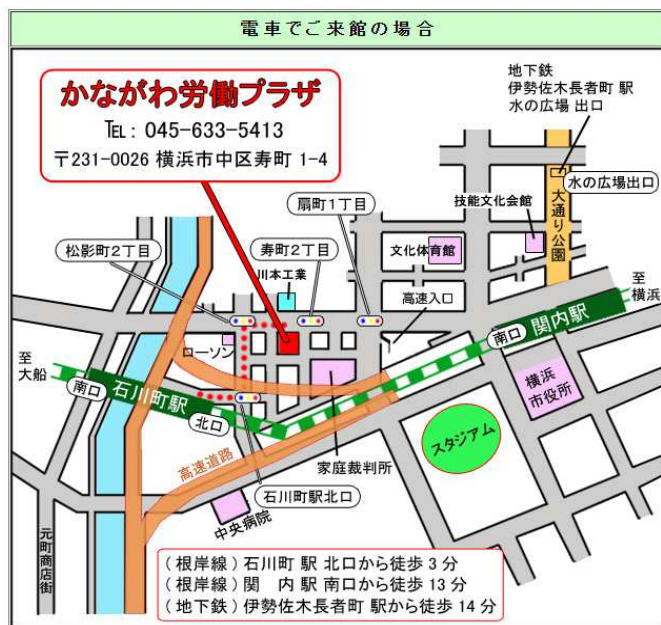 電車でご来館の場合
かながわ労働プラザ
℡: 045-633-5413
〒231-0026 横浜市中区寿町 1-4
地下鉄
伊勢佐木長者町 駅
水の広場 出口
水の広場出口
大通り公園
技能文化会館
扇町1丁目
文化体育館
松影町2丁目
寿町2丁目
川本工業
高速入口
至
横浜
関内駅
南口
ローソン
至
大船
南口
石川町駅
北口
横浜
市役所
スタジアム
家庭裁判所
高速道路
石川町駅北口
中央病院
元町商店街
(根岸線)石川町 駅 北口から徒歩 3 分
(根岸線)関 内 駅 南口から徒歩 13 分
(地下鉄)伊勢佐木長者町 駅から徒歩 14 分